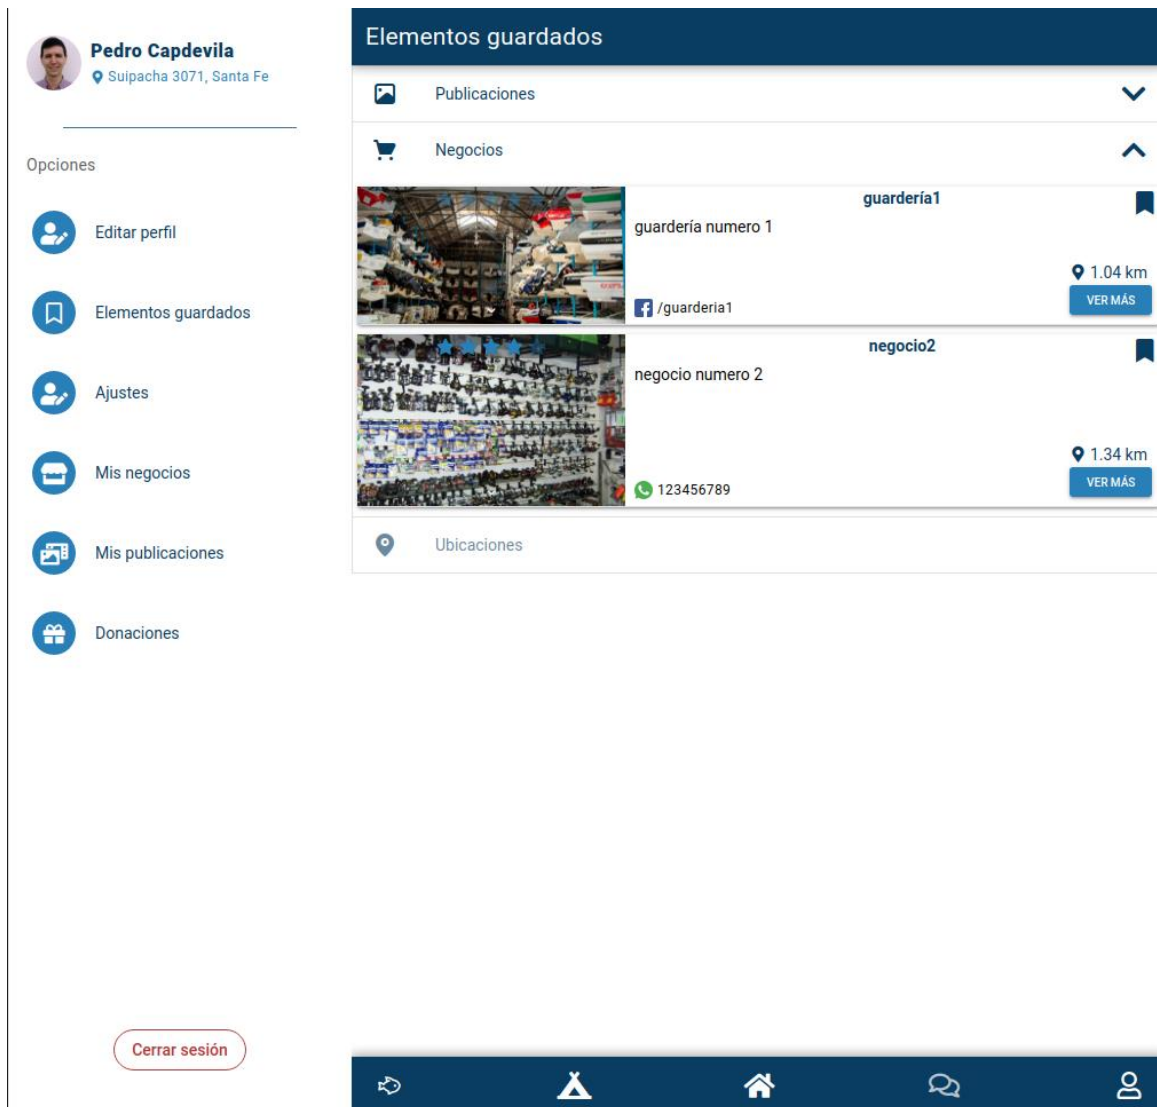 Pedro Capdevila
Suipacha 3071, Santa Fe
Opciones
Editar perfil
Elementos guardados
Ajustes
Mis negocios
Mis publicaciones
Donaciones
Cerrar sesión
Elementos guardados
Publicaciones
Negocios
guardería1
guardería numero 1
1.04 km
/guarderia1
VER MÁS
negocio2
negocio numero 2
1.34 km
123456789
VER MÁS
Ubicaciones